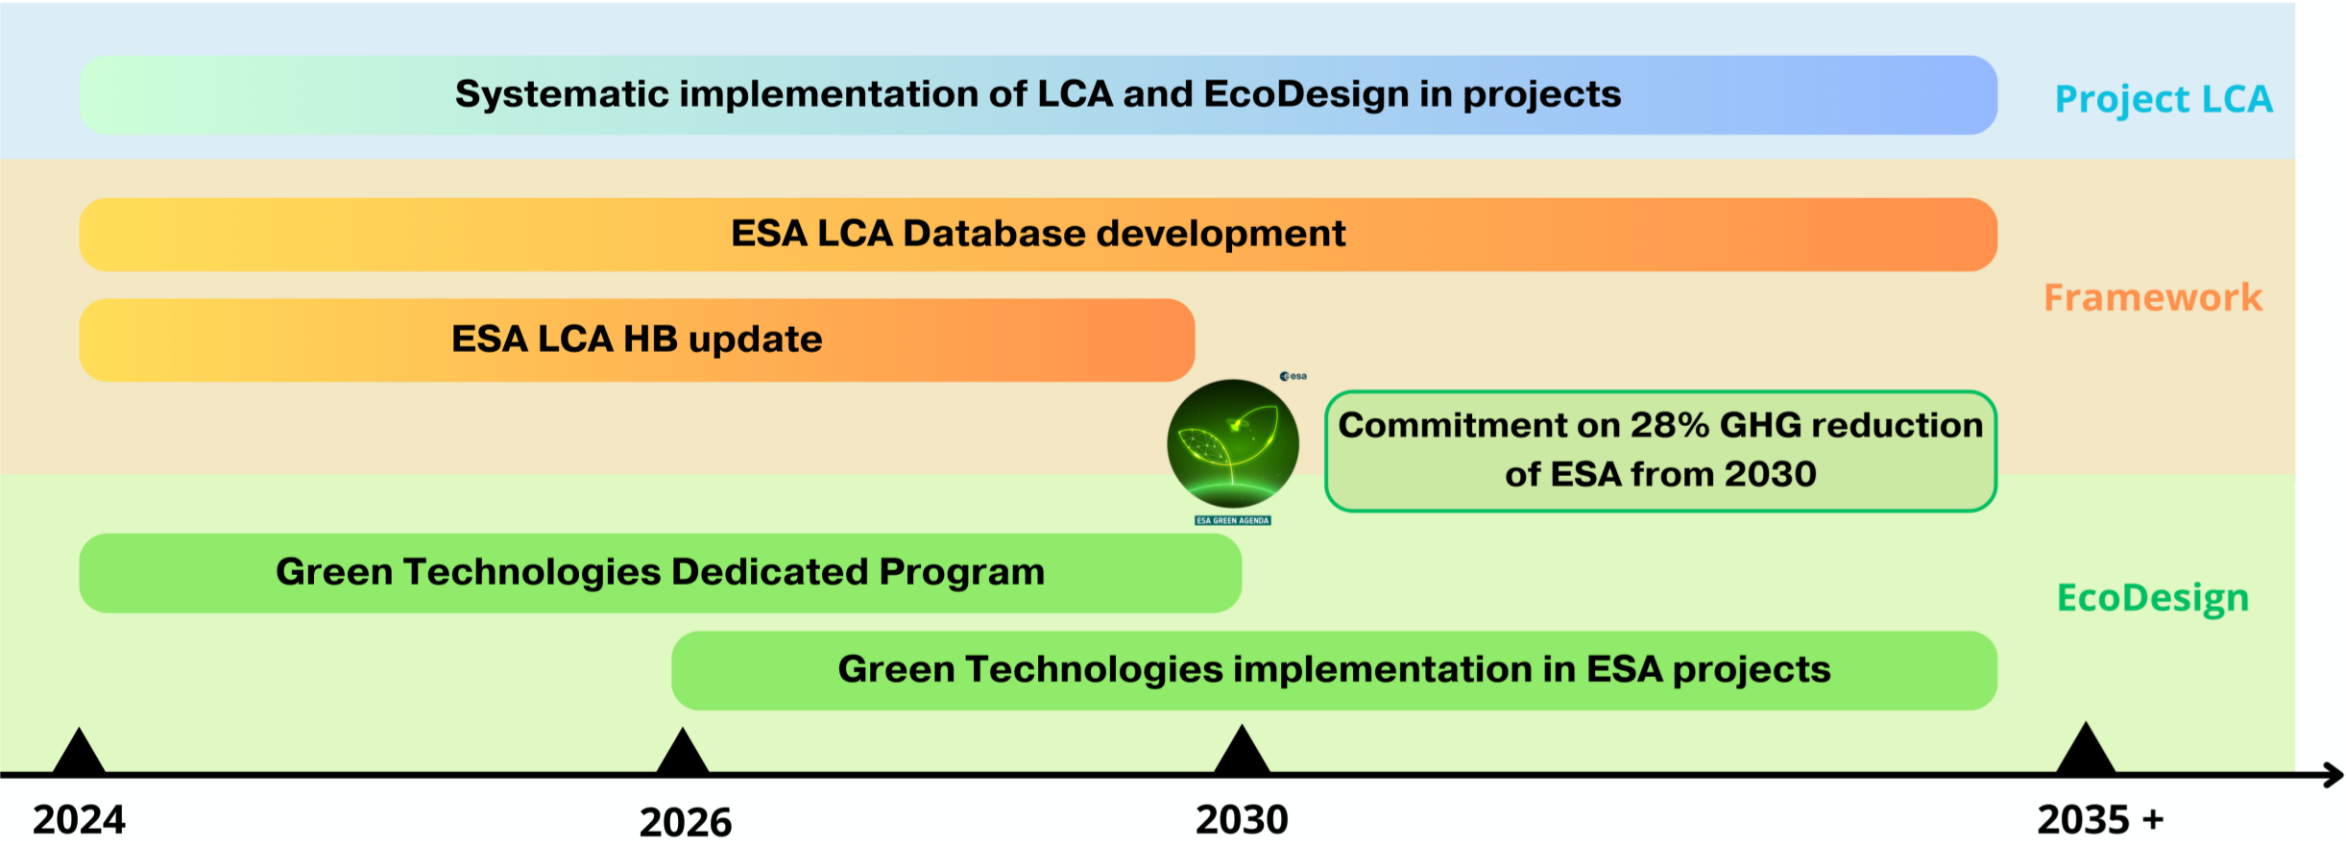 Systematic implementation of LCA and EcoDesign in projects
Project LCA
ESA LCA Database development
Framework
ESA LCA HB update
esa
Commitment on 28% GHG reduction
of ESA from 2030
ESA GREEN AGENDA
Green Technologies Dedicated Program
EcoDesign
Green Technologies implementation in ESA projects
2024
2026
2030
2035 +